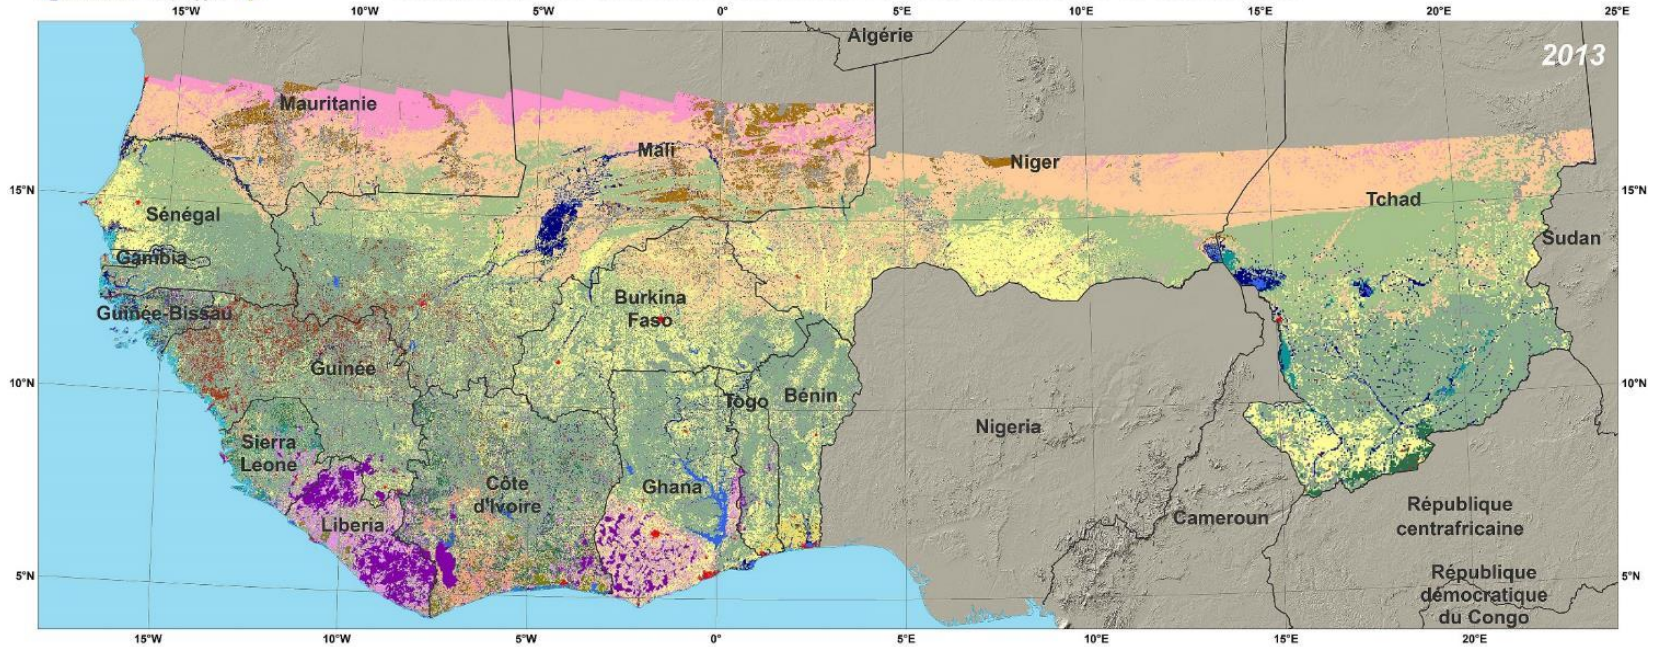 15°W 10°W 5°W 0° 5°E 10°E 15°E 20°E 25°E
Algérie
2013
Mauritanie
Mali
Niger
15°N
15°N
Tchad
Sénégal
Sudan
Gambia
Guinée-Bissau
Burkina
Faso
Guinée
10°N
10°N
Togo
Bénin
Nigeria
Sierra
Leone
Côte
d'Ivoire
Ghana
Liberia
Cameroun
République
centrafricaine
5°N
5°N
République
démocratique
du Congo
15°W 10°W 5°W 0° 5°E 10°E 15°E 20°E